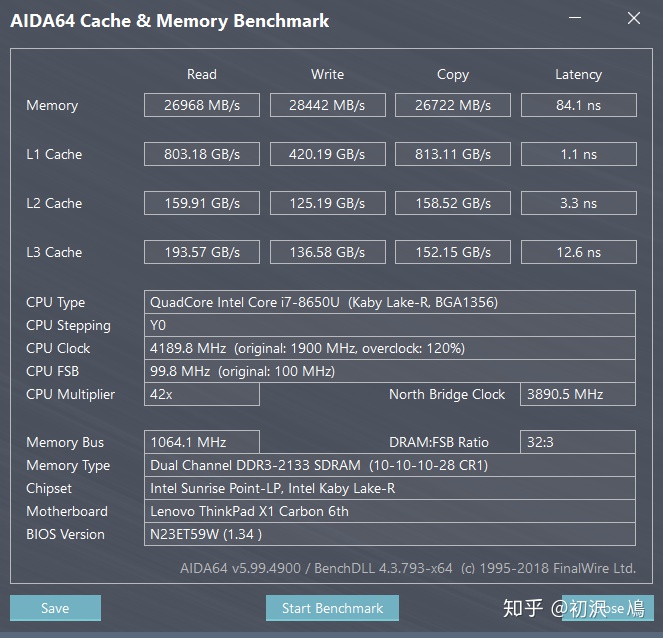 AIDA64 Cache & Memory Benchmark
Read Write Copy Latency
Memory 26968 MB/s 28442 MB/s 26722 MB/s 84.1 ns
L1 Cache 803.18 GB/s 420.19 GB/s 813.11 GB/s 1.1 ns
L2 Cache 159.91 GB/s 125.19 GB/s 158.52 GB/s 3.3 ns
L3 Cache 193.57 GB/s 136.58 GB/s 152.15 GB/s 12.6 ns
CPU Type QuadCore Intel Core i7-8650U (Kaby Lake-R, BGA1356)
CPU Stepping Y0
CPU Clock 4189.8 MHz (original: 1900 MHz, overclock: 120%)
CPU FSB 99.8 MHz (original: 100 MHz)
CPU Multiplier 42x North Bridge Clock 3890.5 MHz
Memory Bus 1064.1 MHz DRAM:FSB Ratio 32:3
Memory Type Dual Channel DDR3-2133 SDRAM (10-10-10-28 CR1)
Chipset Intel Sunrise Point-LP, Intel Kaby Lake-R
Motherboard Lenovo ThinkPad X1 Carbon 6th
BIOS Version N23ET59W (1.34 )
AIDA64 v5.99.4900 / BenchDLL 4.3.793-x64 (c) 1995-2018 FinalWire Ltd.
Save Start Benchmark
知乎